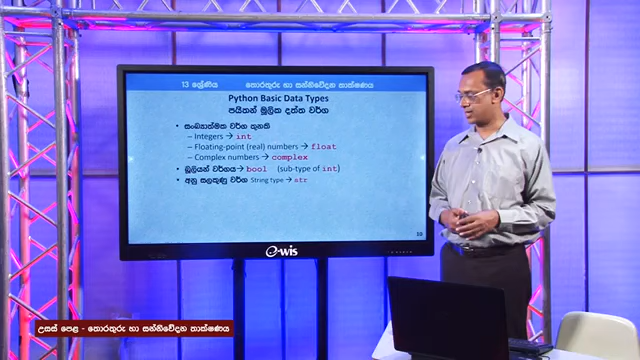 13 ශ්‍රේණිය තොරතුරු හා සන්නිවේදන තාක්ෂණය
Python Basic Data Types
පයිතන් මූලික දත්ත වර්ග
• සංඛ්‍යාත්මක වර්ග තුනකි
– Integers → int
– Floating-point (real) numbers → float
– Complex numbers → complex
• බූලියන් වර්ගය→ bool (sub-type of int)
• අනු සලකුණු වර්ග String type → str
10
e-wis
උසස් පෙළ - තොරතුරු හා සන්නිවේදන තාක්ෂණය